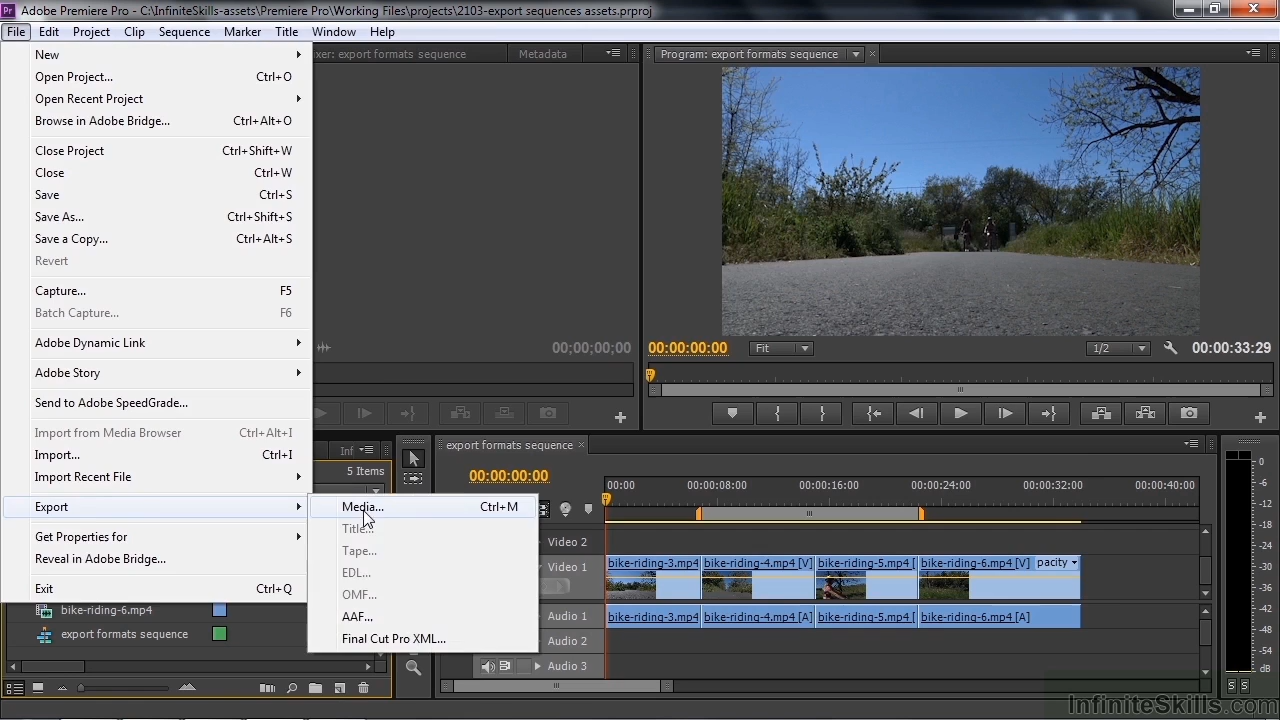 Pr Adobe Premiere Pro - C:\InfiniteSkills-assets\Premiere Pro\Working Files\projects\2103-export sequences assets.prproj
File Edit Project Clip Sequence Marker Title Window Help
New
Open Project... Ctrl+O
Open Recent Project
Browse in Adobe Bridge... Ctrl+Alt+O
Close Project Ctrl+Shift+W
Close Ctrl+W
Save Ctrl+S
Save As... Ctrl+Shift+S
Save a Copy... Ctrl+Alt+S
Revert
Capture... F5
Batch Capture... F6
Adobe Dynamic Link
Adobe Story
Send to Adobe SpeedGrade...
Import from Media Browser Ctrl+Alt+I
Import... Ctrl+I
Import Recent File
Export
Get Properties for
Reveal in Adobe Bridge...
Exit Ctrl+Q
Media... Ctrl+M
Title...
Tape...
EDL...
OMF...
AAF...
Final Cut Pro XML...
ixer: export formats sequence Metadata
00;00;00;00
Program: export formats sequence
00:00:00:00 Fit 1/2 00:00:33:29
Inf
5 Items
bike-riding-6.mp4
export formats sequence
export formats sequence
00:00:00:00
00:00 00:00:08:00 00:00:16:00 00:00:24:00 00:00:32:00 00:00:40:00
Video 2
Video 1 bike-riding-3.mp4 bike-riding-4.mp4 [V] bike-riding-5.mp4 [ bike-riding-6.mp4 [V] pacity
Audio 1 bike-riding-3.mp4 bike-riding-4.mp4 [A] bike-riding-5.mp4 [ bike-riding-6.mp4 [A]
Audio 2
Audio 3
0
-6
-12
-18
-24
-30
-36
-42
-48
-54
dB
S S
InfiniteSkills.com